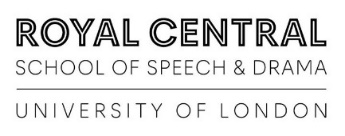 ROYAL CENTRAL
SCHOOL OF SPEECH & DRAMA
UNIVERSITY OF LONDON